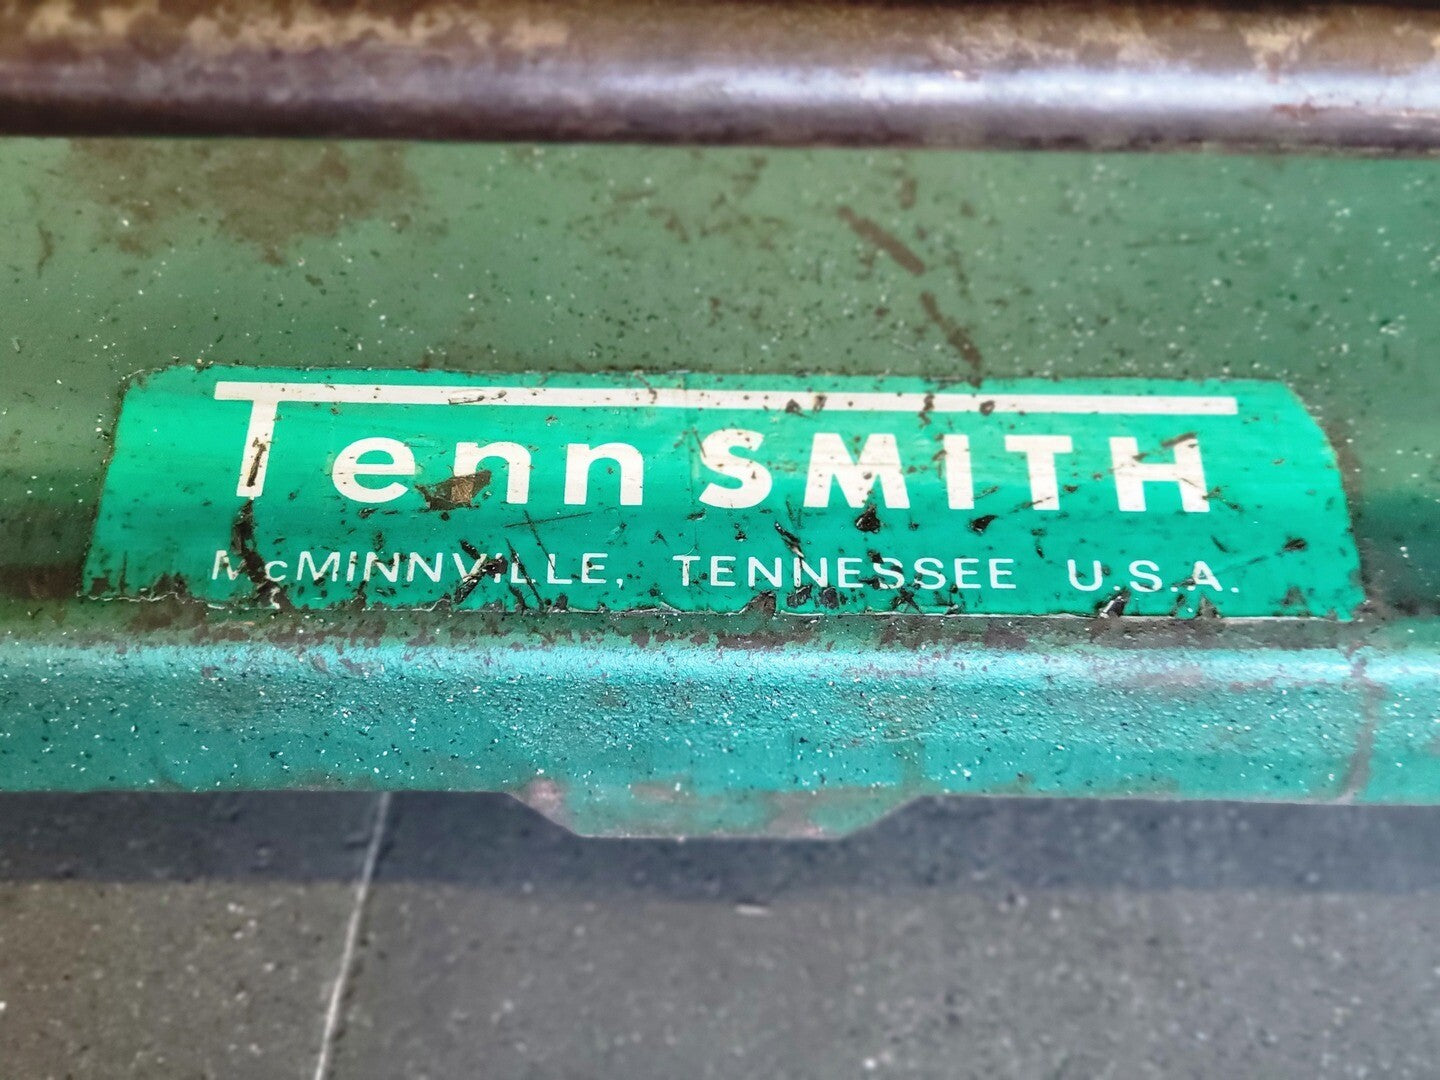 Tenn SMITH
McMINNVILLE, TENNESSEE U.S.A.